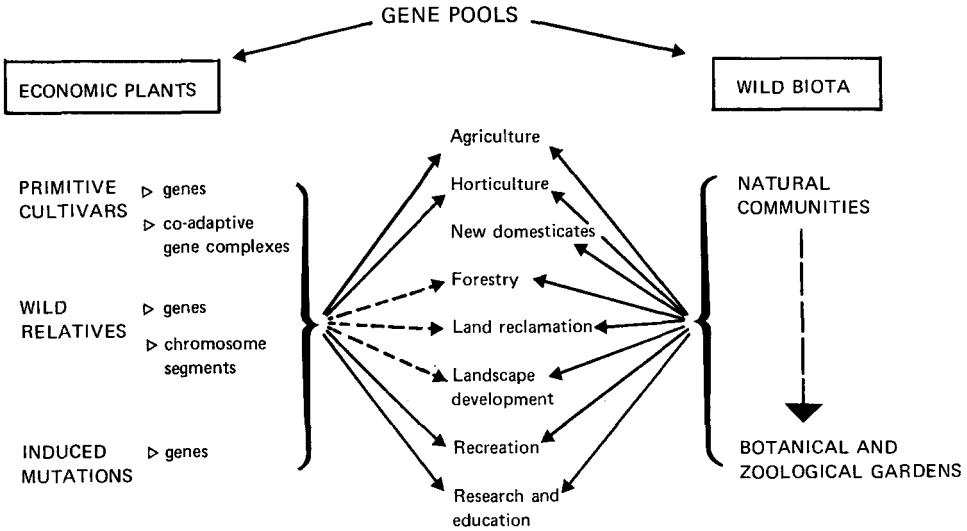 GENE POOLS
ECONOMIC PLANTS
WILD BIOTA
PRIMITIVE
CULTIVARS
▷ genes
▷ co-adaptive
gene complexes
WILD
RELATIVES
▷ genes
▷ chromosome
segments
INDUCED
MUTATIONS
▷ genes
Agriculture
Horticulture
New domesticates
Forestry
Land reclamation
Landscape
development
Recreation
Research and
education
NATURAL
COMMUNITIES
BOTANICAL AND
ZOOLOGICAL GARDENS